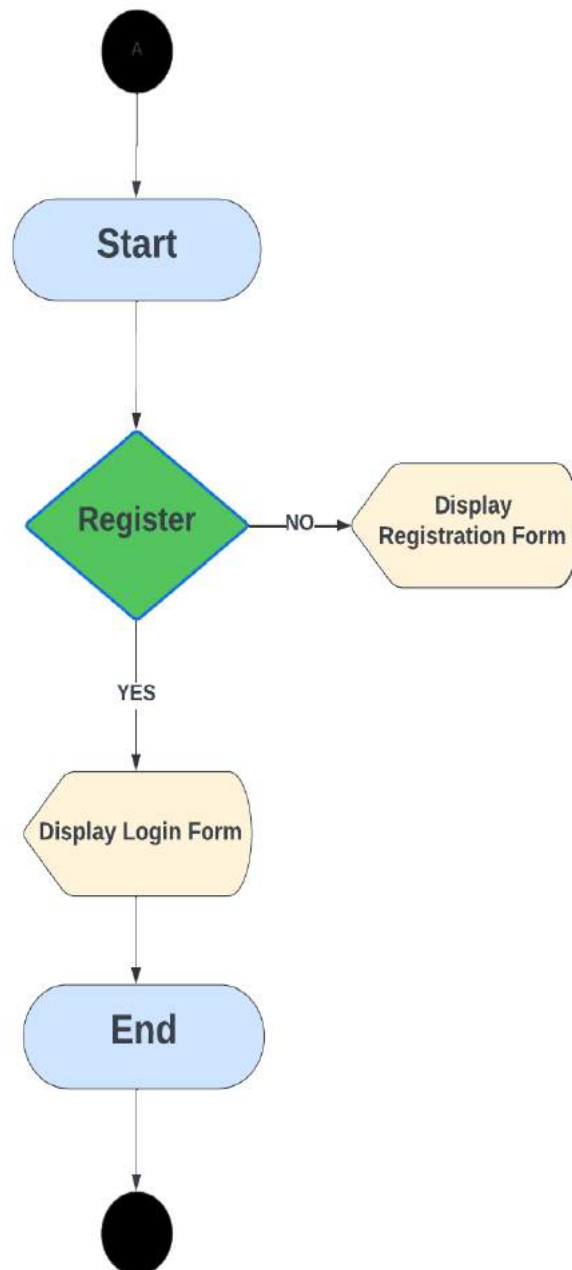 A
Start
Register
NO
Display
Registration Form
YES
Display Login Form
End